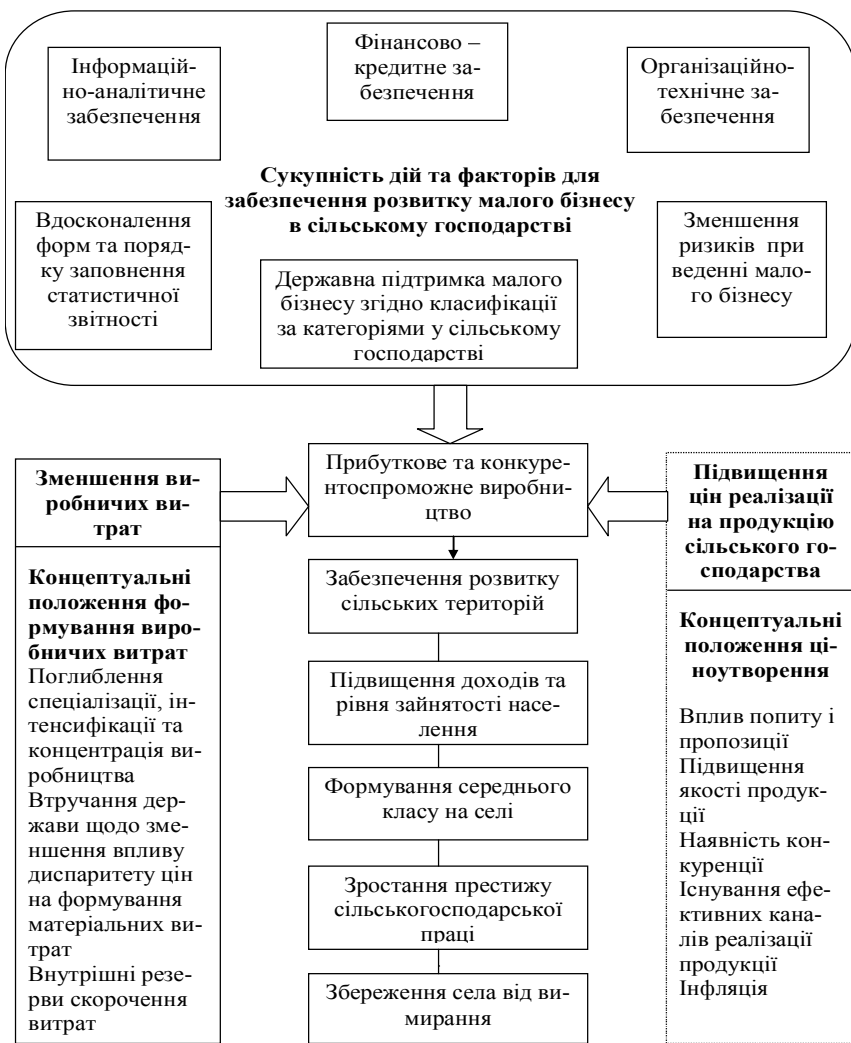 Інформацій-
но-аналітичне
забезпечення
Фінансово –
кредитне за-
безпечення
Організаційно-
технічне за-
безпечення
Сукупність дій та факторів для
забезпечення розвитку малого бізнесу
в сільському господарстві
Вдосконалення
форм та поряд-
ку заповнення
статистичної
звітності
Державна підтримка малого
бізнесу згідно класифікації
за категоріями у сільському
господарстві
Зменшення
ризиків при
веденні мало-
го бізнесу
Зменшення ви-
робничих ви-
трат
Концептуальні
положення фо-
рмування виро-
бничих витрат
Поглиблення
спеціалізації, ін-
тенсифікації та
концентрація ви-
робництва
Втручання дер-
жави щодо зме-
ншення впливу
диспаритету цін
на формування
матеріальних ви-
трат
Внутрішні резе-
рви скорочення
витрат
Прибуткове та конкуре-
нтоспроможне виробни-
цтво
Забезпечення розвитку
сільських територій
Підвищення доходів та
рівня зайнятості насе-
лення
Формування середнього
класу на селі
Зростання престижу
сільськогосподарської
праці
Збереження села від ви-
мирання
Підвищення
цін реалізації
на продукцію
сільського го-
сподарства
Концептуальні
положення ці-
ноутворення
Вплив попиту і
пропозиції
Підвищення
якості продук-
ції
Наявність кон-
куренції
Існування ефе-
ктивних кана-
лів реалізації
продукції
Інфляція